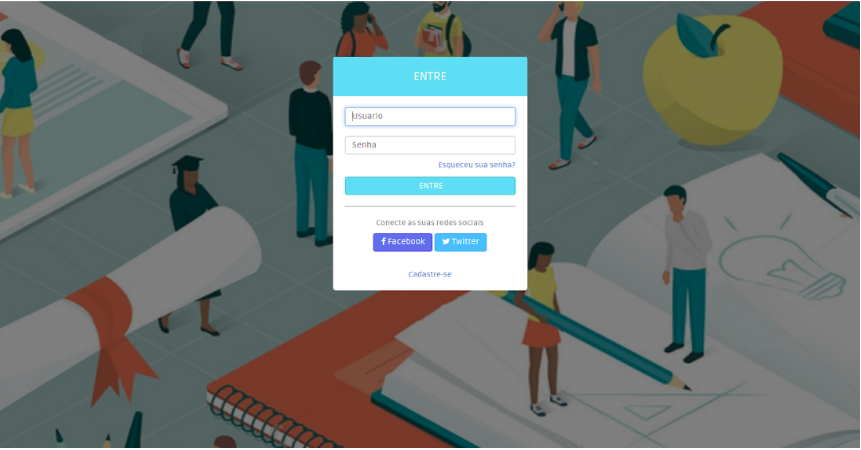 ENTRE
Usuario
Senha
Esqueceu sua senha?
ENTRE
Conecte as suas redes sociais
Facebook Twitter
Cadastre-se